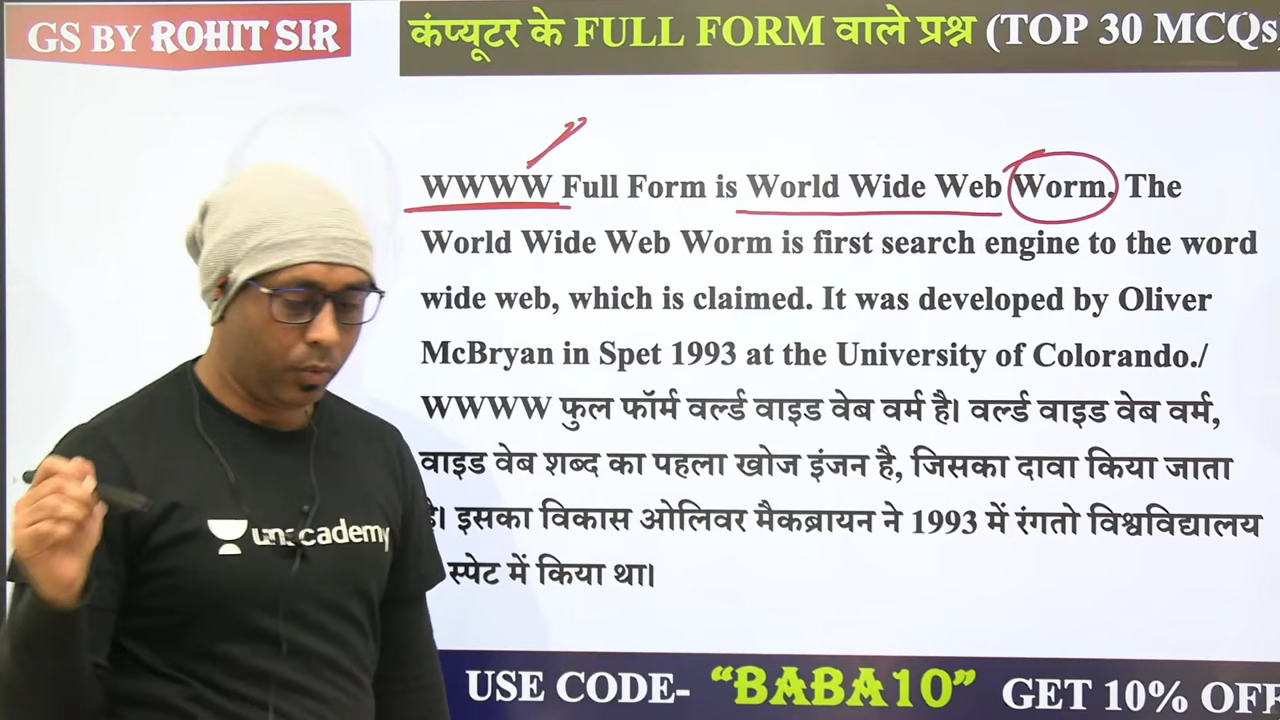 GS BY ROHIT SIR
कंप्यूटर के FULL FORM वाले प्रश्न (TOP 30 MCQs
WWWW Full Form is World Wide Web Worm. The
World Wide Web Worm is first search engine to the word
wide web, which is claimed. It was developed by Oliver
McBryan in Spet 1993 at the University of Colorando./
WWWW फुल फॉर्म वर्ल्ड वाइड वेब वर्म है। वर्ल्ड वाइड वेब वर्म,
वाइड वेब शब्द का पहला खोज इंजन है, जिसका दावा किया जाता
है। इसका विकास ओलिवर मैकब्रायन ने 1993 में रंगतो विश्वविद्यालय
स्पेट में किया था।
unacademy
USE CODE- "BABA10" GET 10% OFF